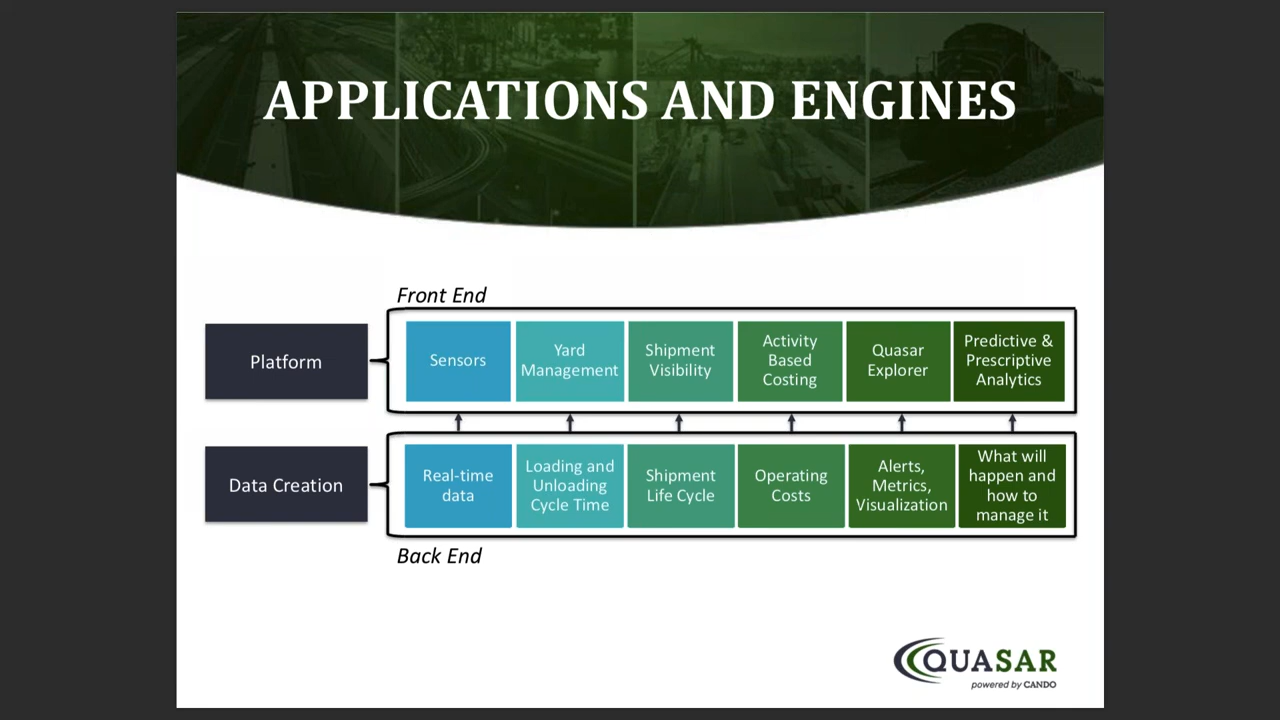 APPLICATIONS AND ENGINES
Front End
Platform
Sensors
Yard
Management
Shipment
Visibility
Activity
Based
Costing
Quasar
Explorer
Predictive &
Prescriptive
Analytics
Data Creation
Real-time
data
Loading and
Unloading
Cycle Time
Shipment
Life Cycle
Operating
Costs
Alerts,
Metrics,
Visualization
What will
happen and
how to
manage it
Back End
QUASAR
powered by CANDO